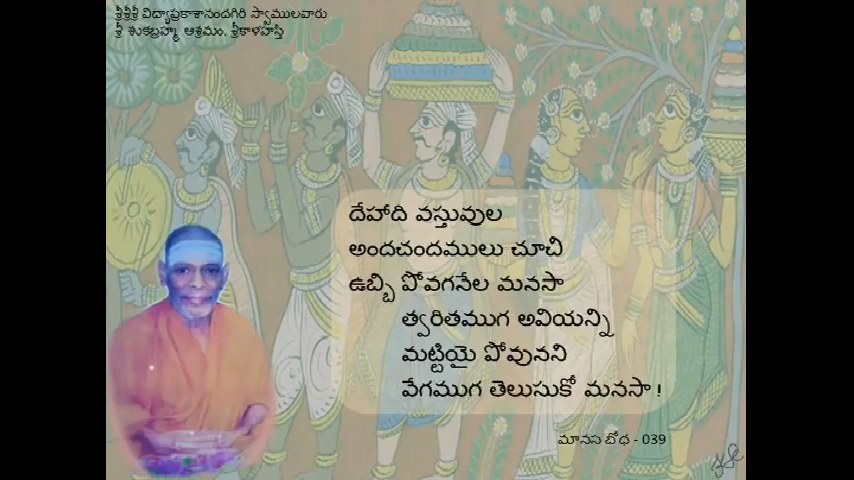 శ్రీశ్రీశ్రీ విద్యాప్రకాశానందగిరి స్వాములవారు
శ్రీ శుకబ్రహ్మ ఆశ్రమం. శ్రీకాళహస్తి
దేహాది వస్తువుల
అందచందములు చూచి
ఉబ్బి పోవగనేల మనసా
త్వరితముగ అవియన్ని
మట్టియై పోవునని
వేగముగ తెలుసుకో మనసా !
మానస బోధ - 039